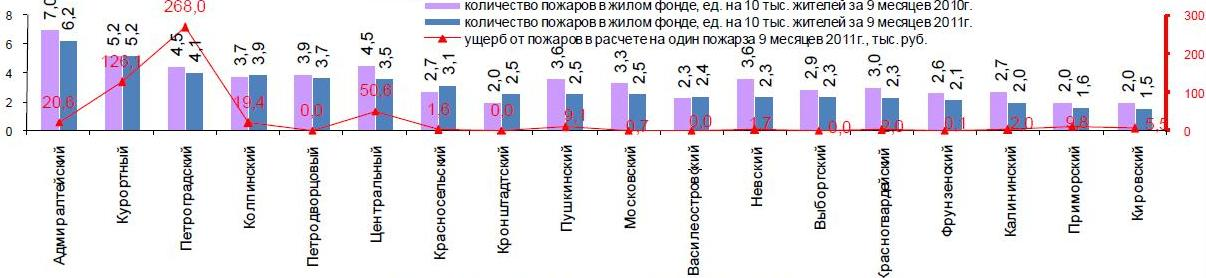 количество пожаров в жилом фонде, ед. на 10 тыс. жителей за 9 месяцев 2010г.
количество пожаров в жилом фонде, ед. на 10 тыс. жителей за 9 месяцев 2011г.
ущерб от пожаров в расчете на один пожар за 9 месяцев 2011г., тыс. руб.
8
6
4
2
0
300
200
100
0
7,0 6,2 5,2 5,2 4,5 4,1 3,7 3,9 3,9 3,7 4,5 3,5 2,7 3,1 2,0 2,5 3,6 2,5 3,3 2,5 2,3 2,4 3,6 2,3 2,9 2,3 3,0 2,3 2,6 2,1 2,7 2,0 2,0 1,6 2,0 1,5
20,6 126,1 268,0 19,4 0,0 50,6 1,6 0,0 9,1 0,7 0,0 1,7 0,0 2,0 0,1 2,0 9,8 5,5
Адмиралтейский
Курортный
Петроградский
Колпинский
Петродворцовый
Центральный
Красносельский
Кронштадтский
Пушкинский
Московский
Василеостровский
Невский
Выборгский
Красногвардейский
Фрунзенский
Калининский
Приморский
Кировский